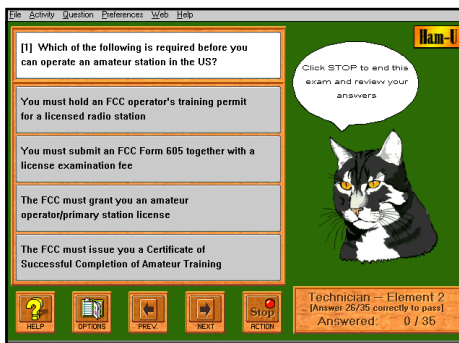 File Activity Question Preferences Web Help
Ham-U
[1] Which of the following is required before you
can operate an amateur station in the US?
You must hold an FCC operator's training permit
for a licensed radio station
You must submit an FCC Form 605 together with a
license examination fee
The FCC must grant you an amateur
operator/primary station license
The FCC must issue you a Certificate of
Successful Completion of Amateur Training
Click STOP to end this
exam and review your
answers
HELP
OPTIONS
PREV.
NEXT
Stop
ACTION
Technician — Element 2
[Answer 26/35 correctly to pass]
Answered: 0 / 35